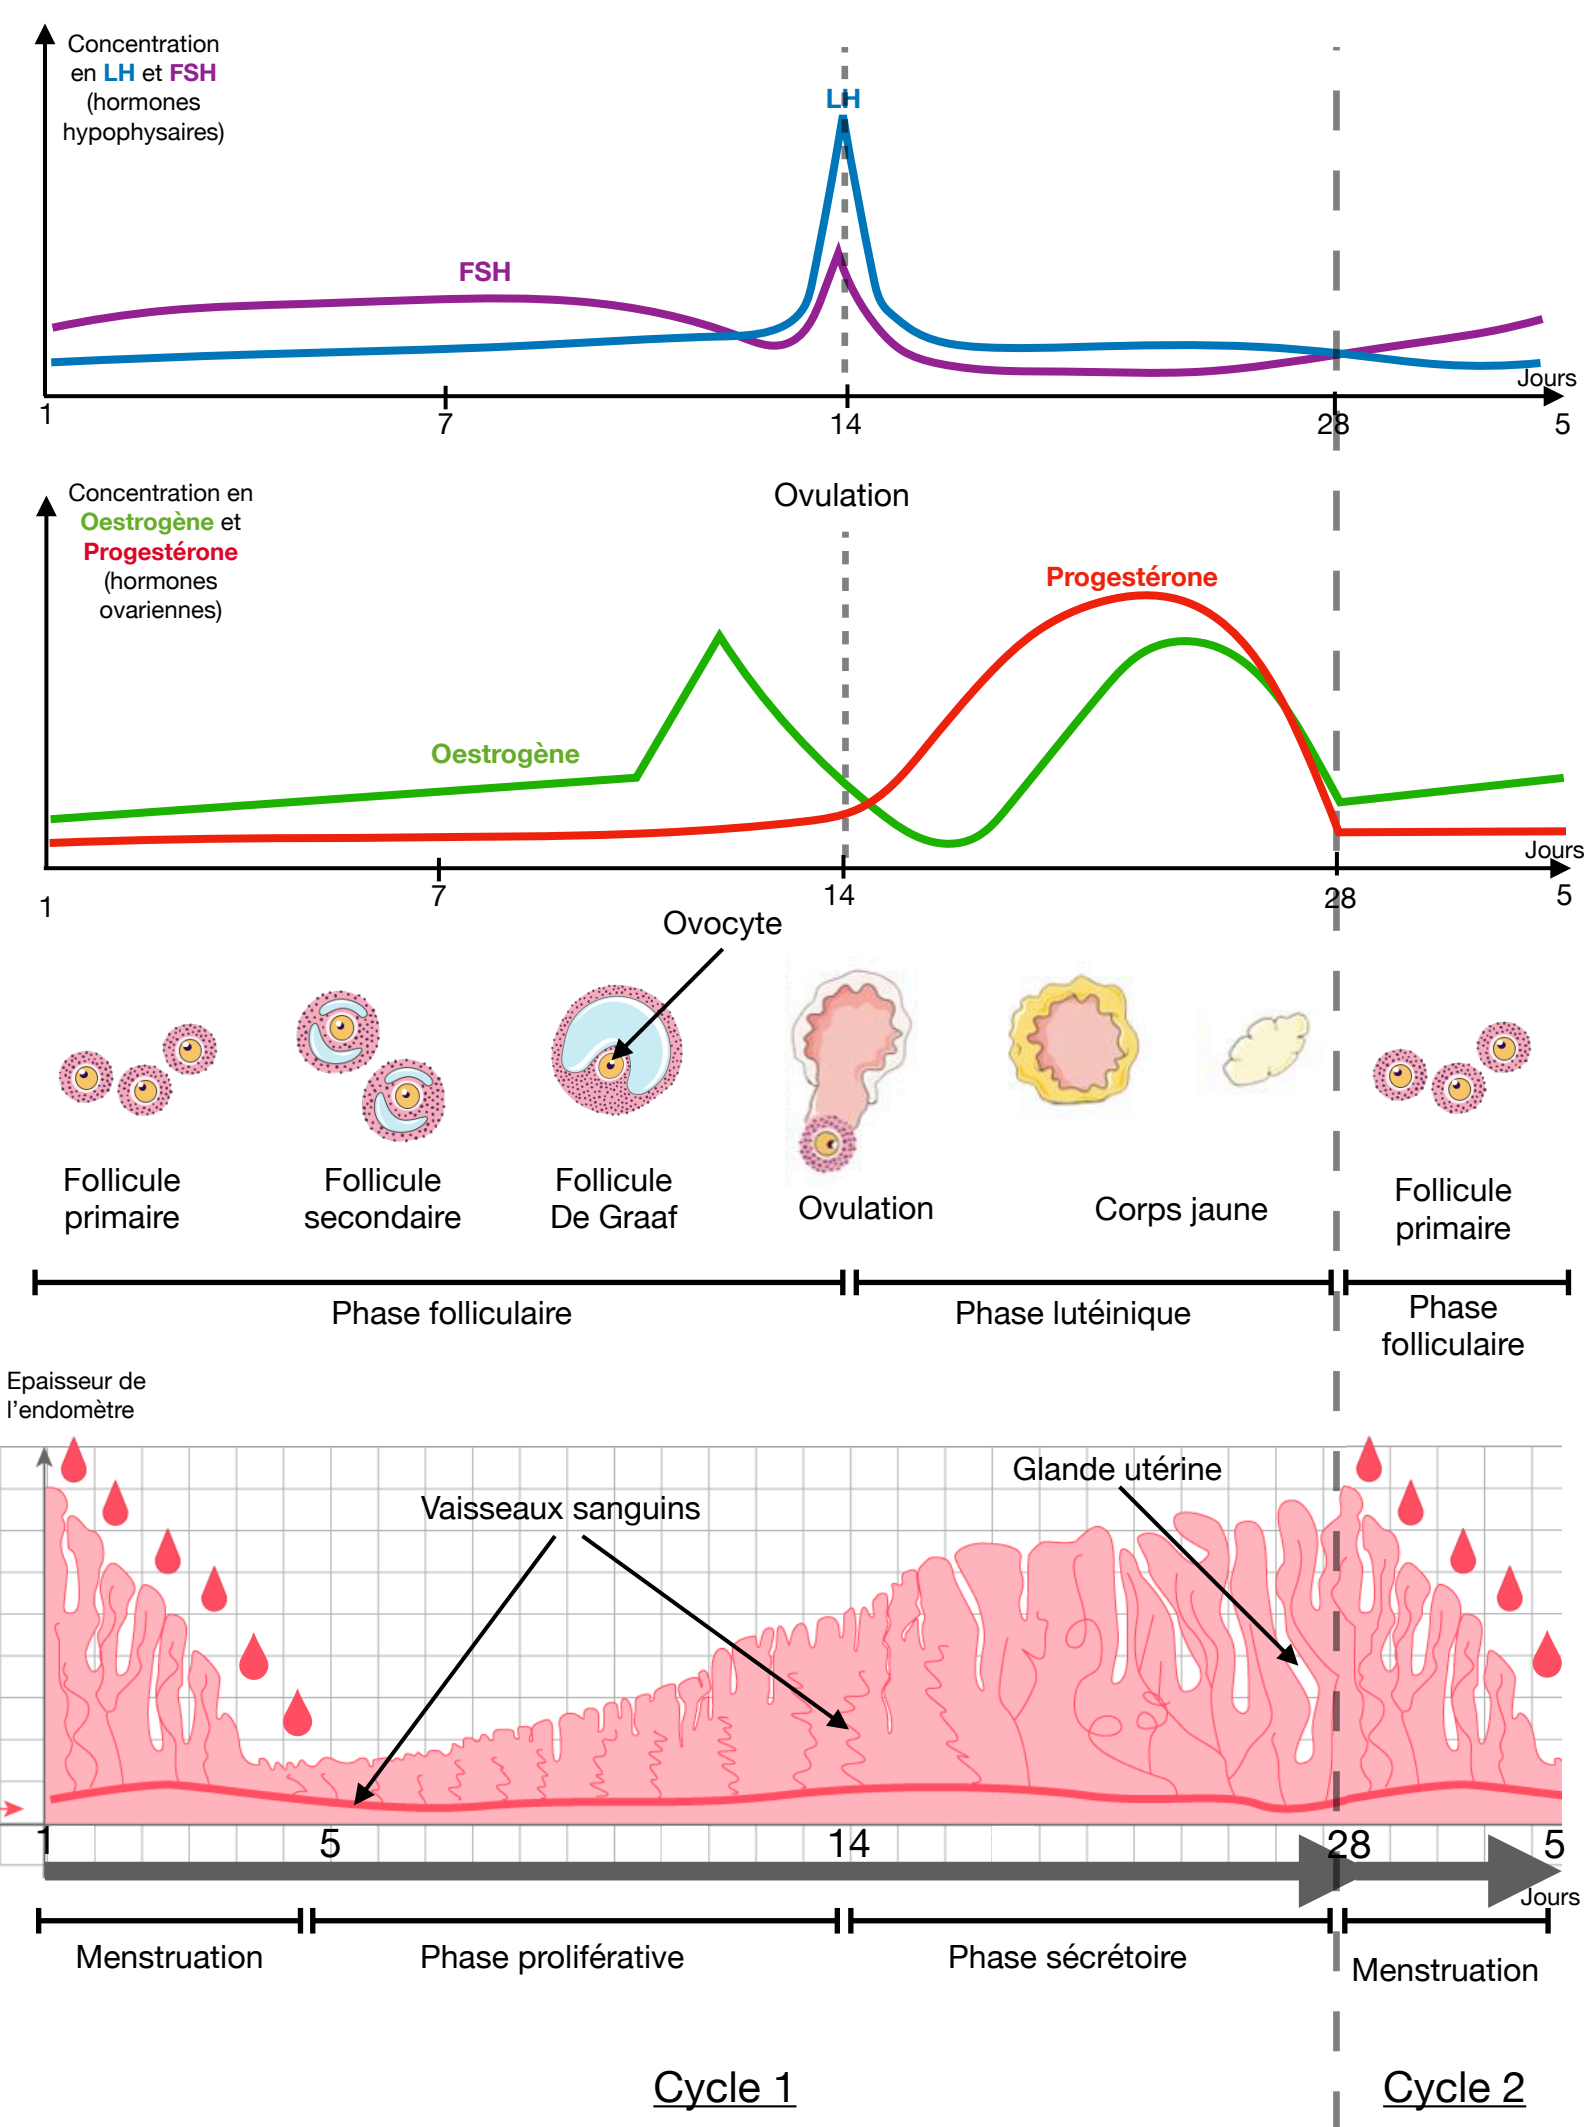 Concentration
en LH et FSH
(hormones
hypophysaires)
LH
FSH
Jours
1
7
14
28
5
Concentration en
Oestrogène et
Progestérone
(hormones
ovariennes)
Ovulation
Progestérone
Oestrogène
Jours
1
7
14
28
5
Ovocyte
Follicule
primaire
Follicule
secondaire
Follicule
De Graaf
Ovulation
Corps jaune
Follicule
primaire
Phase folliculaire
Phase lutéinique
Phase
folliculaire
Epaisseur de
l'endomètre
Vaisseaux sanguins
Glande utérine
1
5
14
28
5
Jours
Menstruation
Phase proliférative
Phase sécrétoire
Menstruation
Cycle 1
Cycle 2